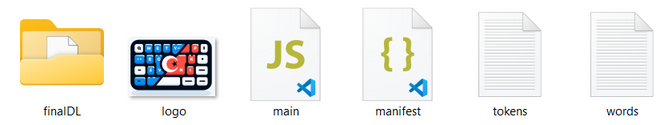 JS
{ }
finalDL
logo
main
manifest
tokens
words